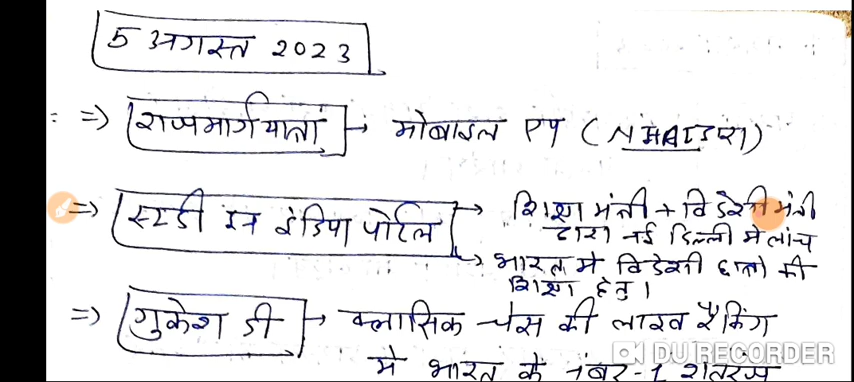 5 अगस्त 2023
=> राजमार्ग यात्रा → मोबाइल एप (NHAI द्वारा)
=> स्टडी इन इंडिया पोर्टल → शिक्षा मंत्री + विदेशी मंत्री
द्वारा नई दिल्ली में लांच
→ भारत मे विदेशी छात्रो की
शिक्षा हेतु।
=> गुकेश डी → क्लासिक चेस की लाइव रैंकिंग
मे भारत के नंबर-1 शतरंज
DU RECORDER